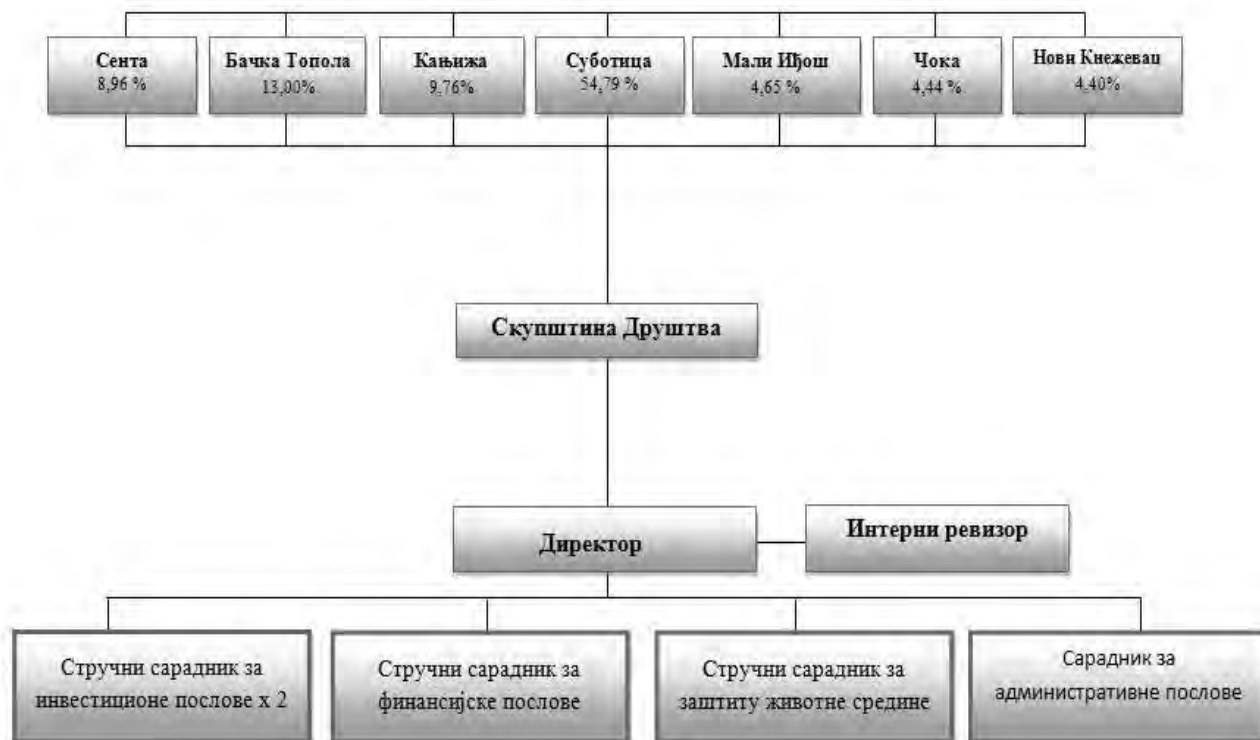 Сента
8,96 %
Бачка Топола
13,00%
Кањижа
9,76%
Суботица
54,79 %
Мали Иђош
4,65 %
Чока
4,44 %
Нови Кнежевац
4,40%
Скупштина Друштва
Директор
Интерни ревизор
Стручни сарадник за
инвестиционе послове х 2
Стручни сарадник за
финансијске послове
Стручни сарадник за
заштиту животне средине
Сарадник за
административне послове